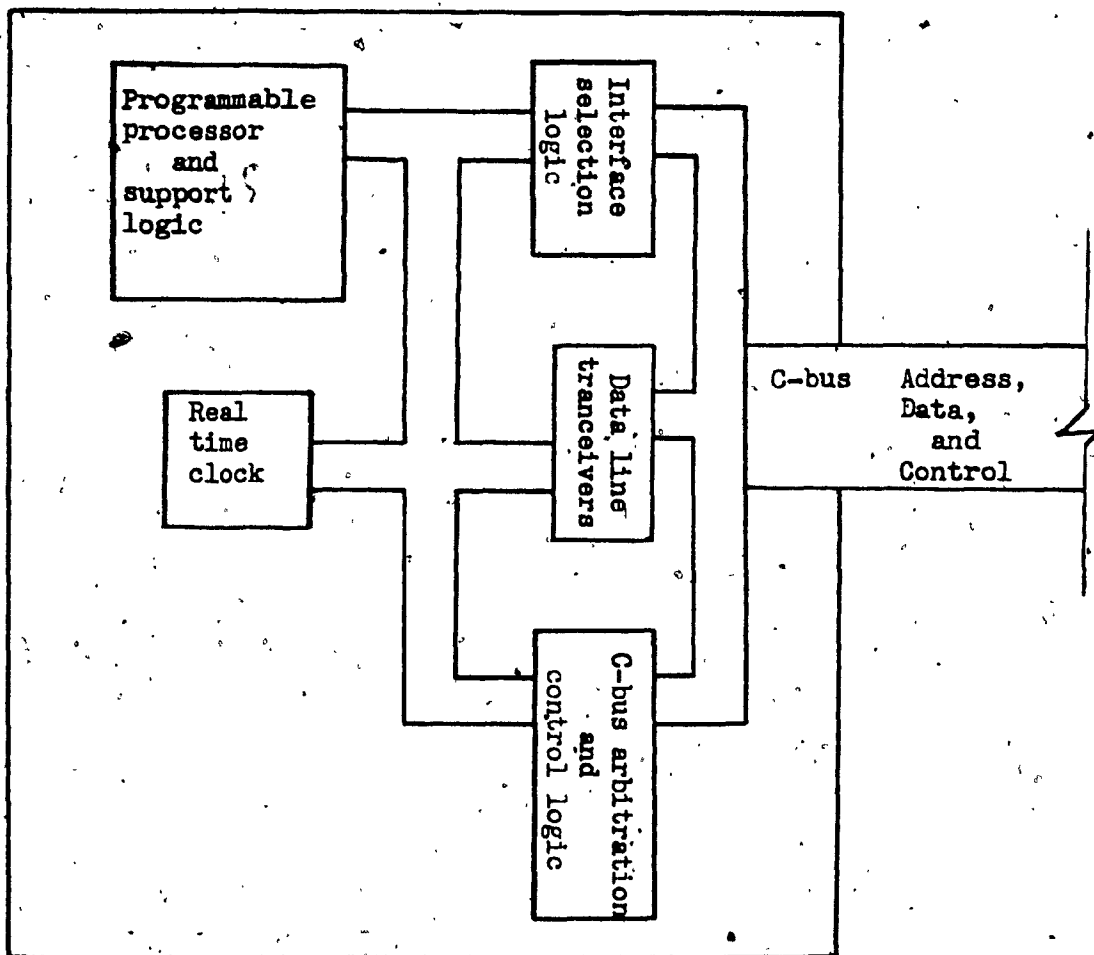 Programmable
processor
and
support
logic
Interface
selection
logic
Real
time
clock
Data line
tranceivers
C-bus Address,
Data,
and
Control
C-bus arbitration
and
control logic